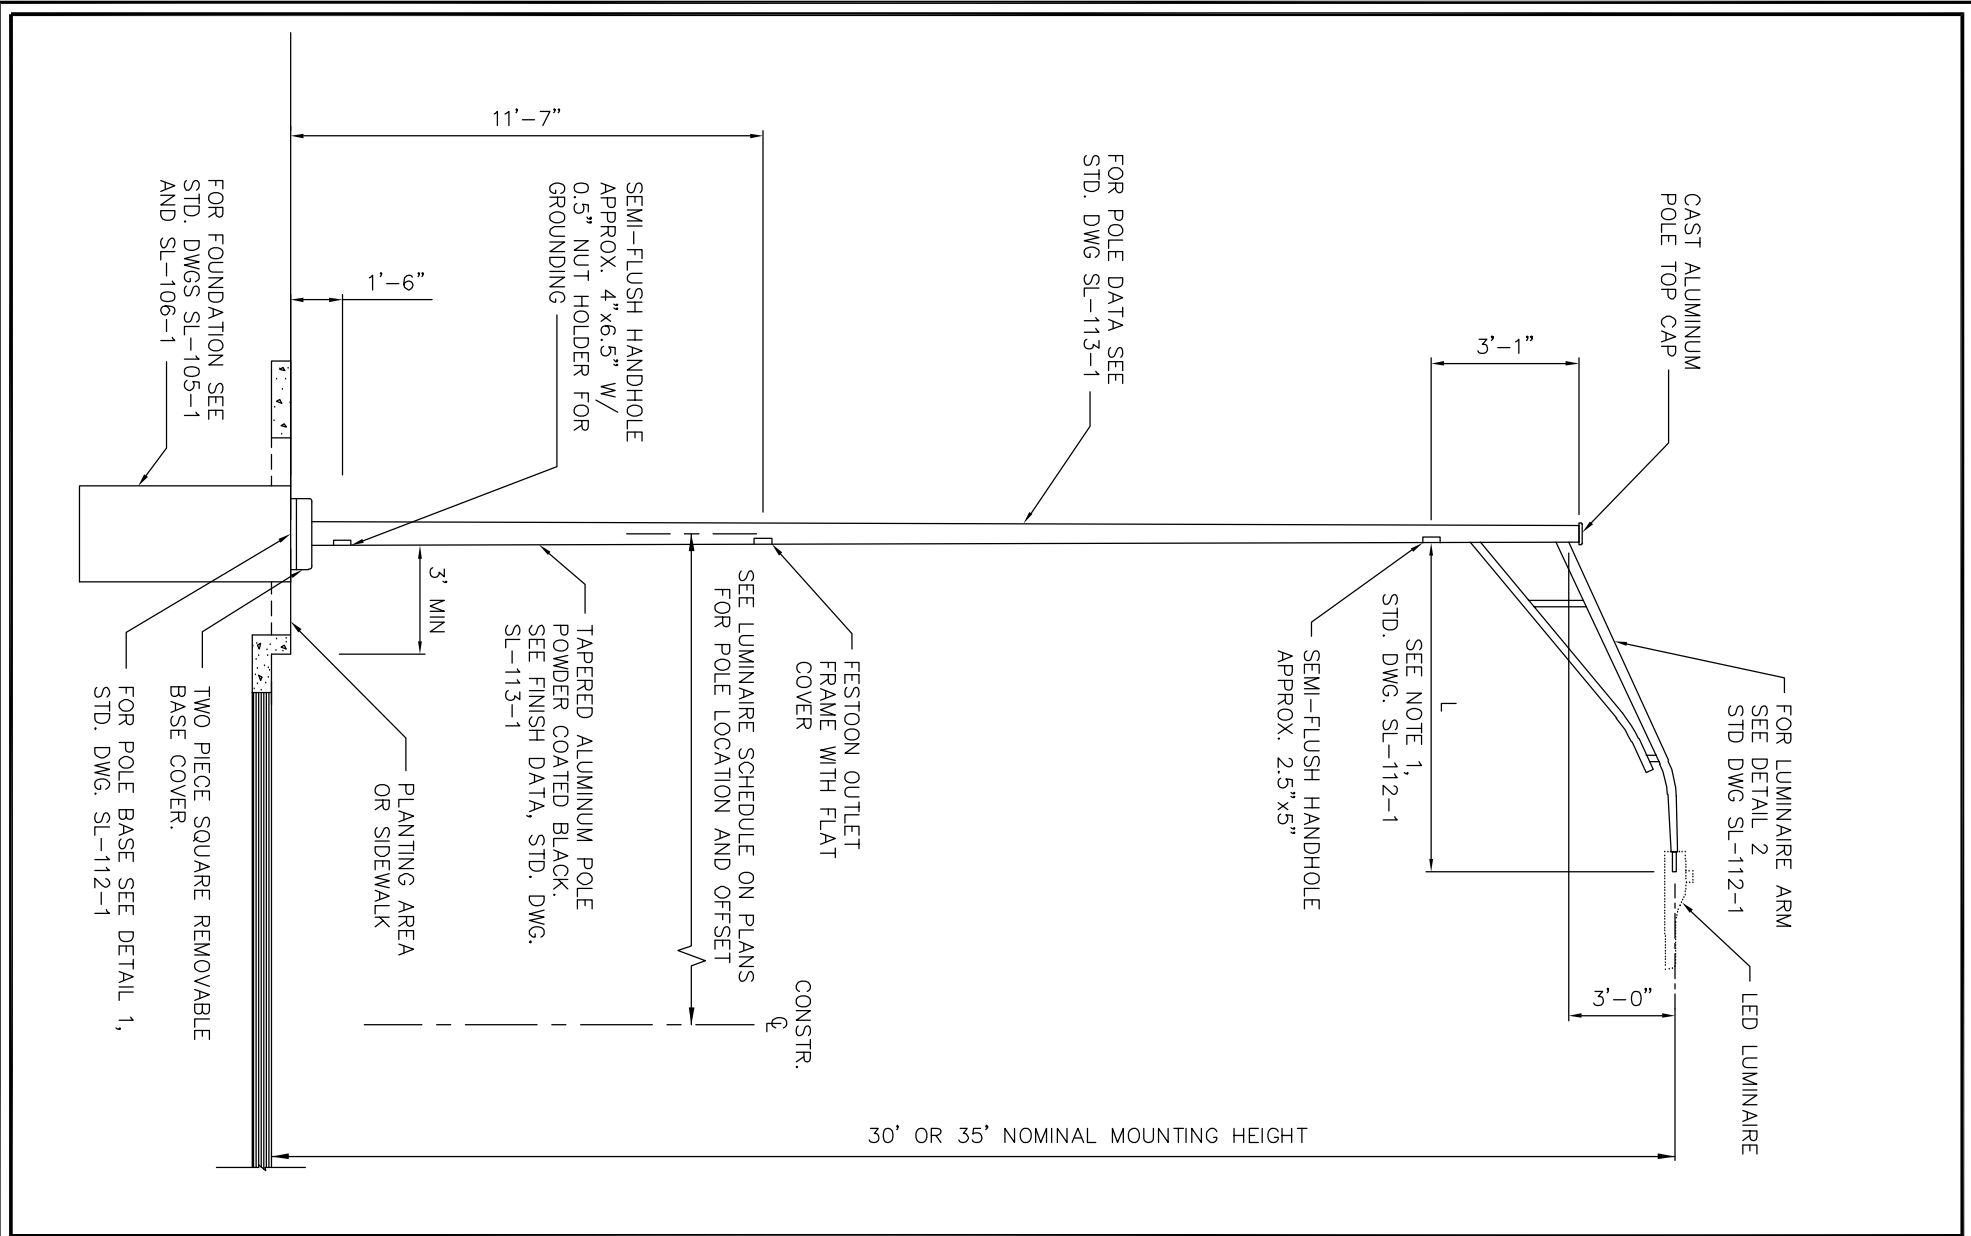 CAST ALUMINUM
POLE TOP CAP
3'-1"
FOR POLE DATA SEE
STD. DWG SL-113-1
11'-7"
SEMI-FLUSH HANDHOLE
APPROX. 4"x6.5" W/
0.5" NUT HOLDER FOR
GROUNDING
1'-6"
FOR FOUNDATION SEE
STD. DWGS SL-105-1
AND SL-106-1
LED LUMINAIRE
3'-0"
FOR LUMINAIRE ARM
SEE DETAIL 2
STD DWG SL-112-1
L
SEE NOTE 1,
STD. DWG. SL-112-1
SEMI-FLUSH HANDHOLE
APPROX. 2.5"x5"
FESTOON OUTLET
FRAME WITH FLAT
COVER
CONSTR.
CL
SEE LUMINAIRE SCHEDULE ON PLANS
FOR POLE LOCATION AND OFFSET
TAPERED ALUMINUM POLE
POWDER COATED BLACK.
SEE FINISH DATA, STD. DWG.
SL-113-1
3' MIN
PLANTING AREA
OR SIDEWALK
TWO PIECE SQUARE REMOVABLE
BASE COVER.
FOR POLE BASE SEE DETAIL 1,
STD. DWG. SL-112-1
30' OR 35' NOMINAL MOUNTING HEIGHT